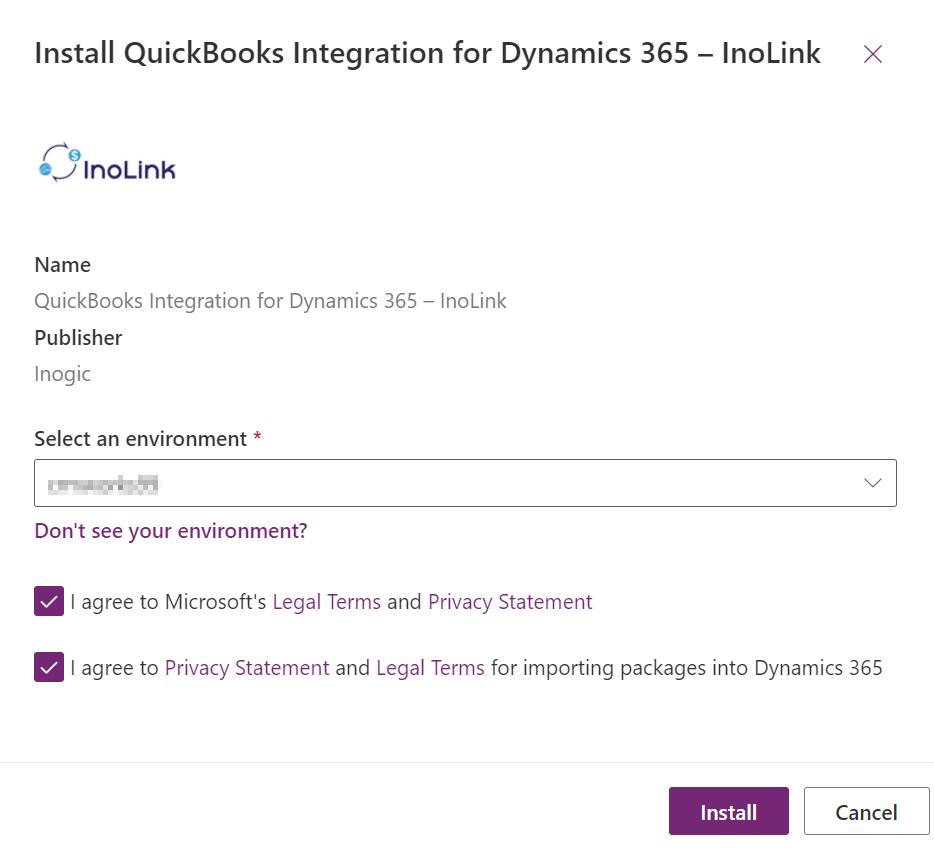 Install QuickBooks Integration for Dynamics 365 – InoLink
InoLink
Name
QuickBooks Integration for Dynamics 365 – InoLink
Publisher
Inogic
Select an environment *
Don't see your environment?
I agree to Microsoft's Legal Terms and Privacy Statement
I agree to Privacy Statement and Legal Terms for importing packages into Dynamics 365
Install Cancel